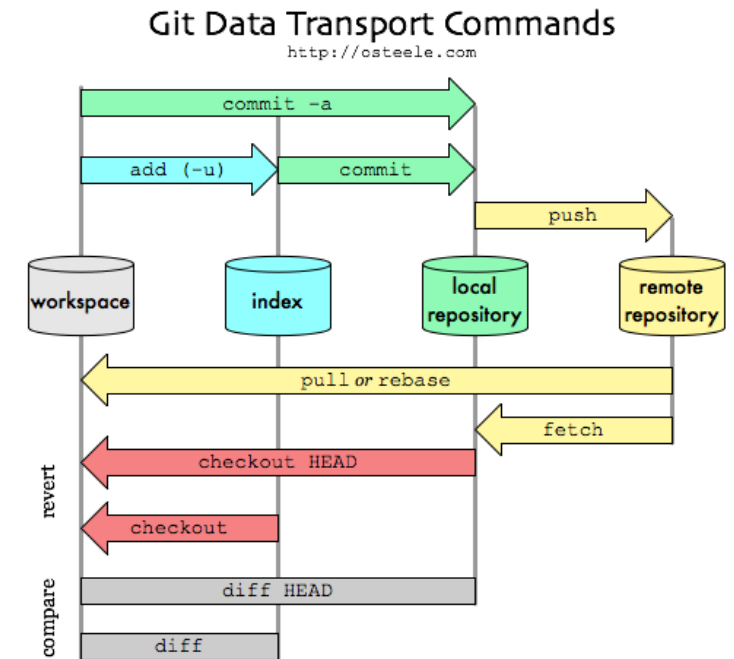 Git Data Transport Commands
http://osteele.com
commit -a
add (-u)
commit
push
workspace
index
local
repository
remote
repository
pull or rebase
fetch
revert
checkout HEAD
checkout
compare
diff HEAD
diff